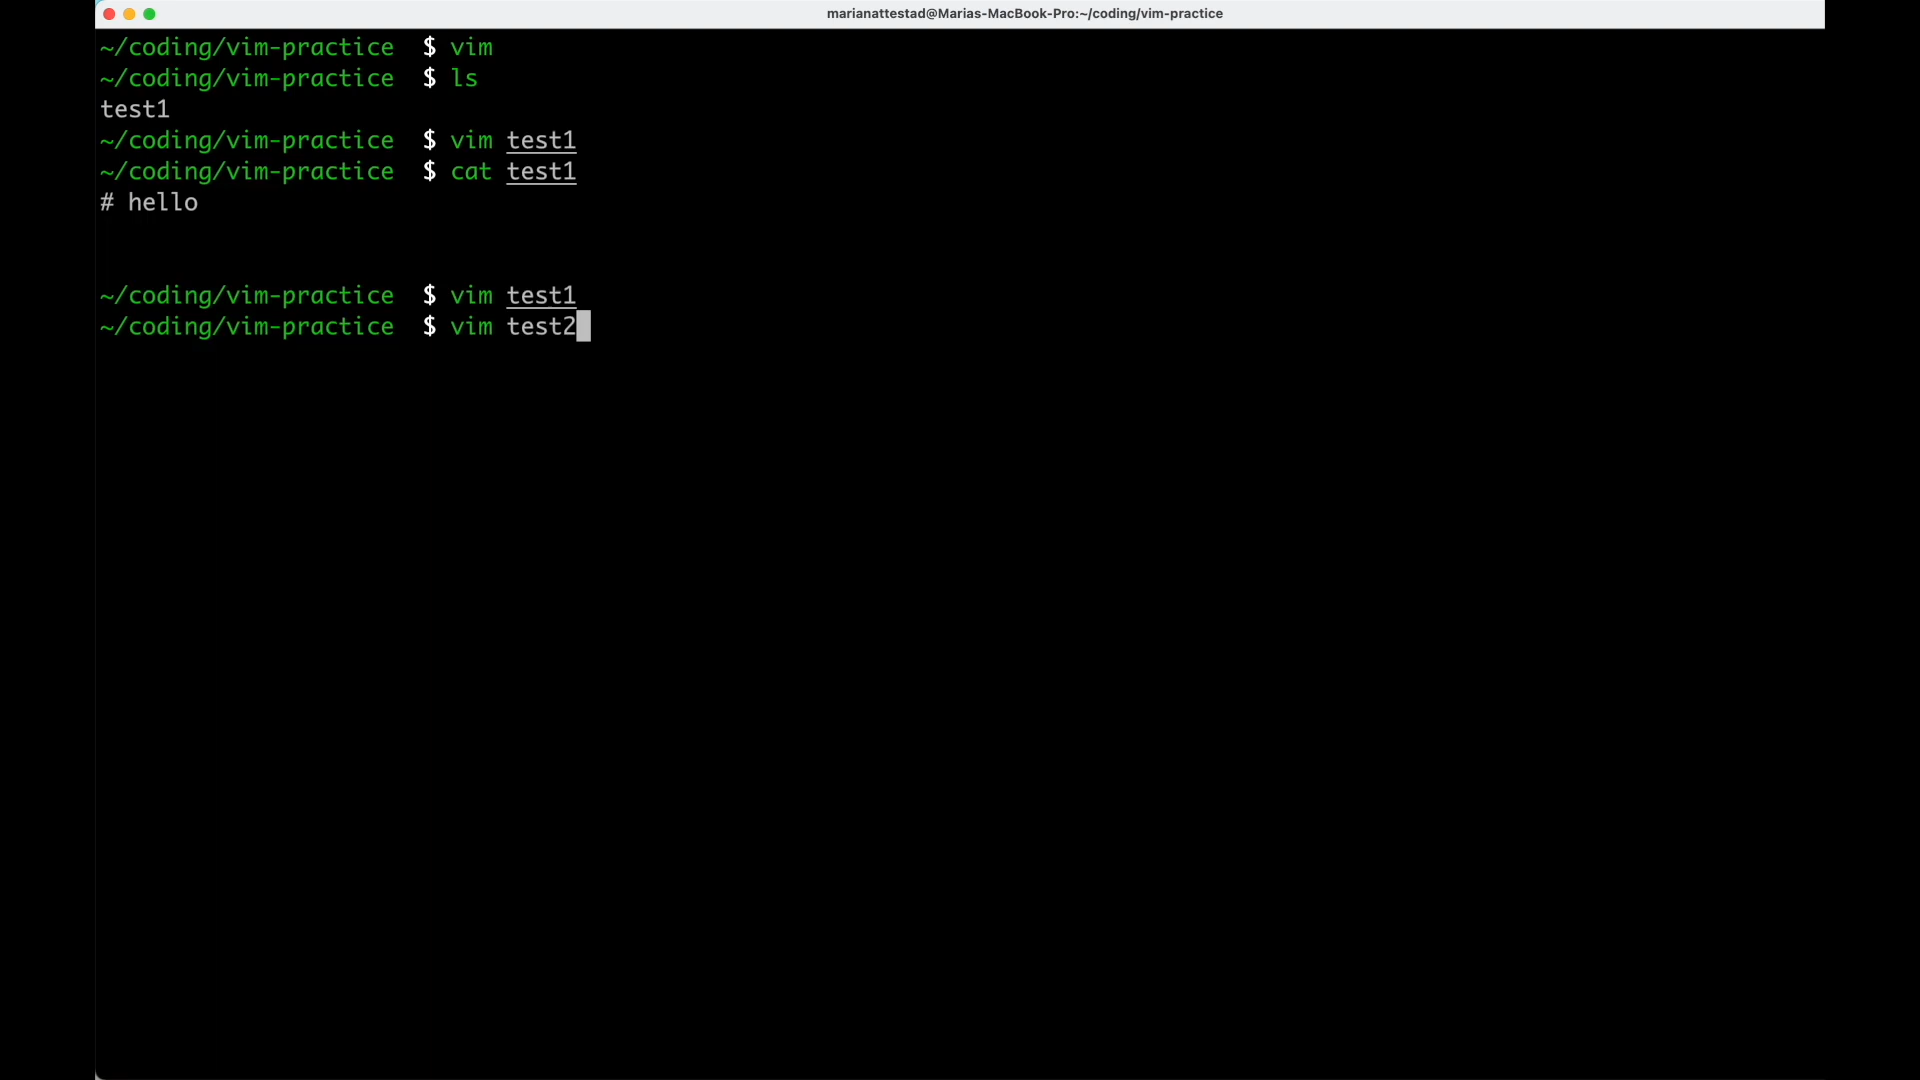 marianattestad@Marias-MacBook-Pro:~/coding/vim-practice
~/coding/vim-practice  $ vim
~/coding/vim-practice  $ ls
test1
~/coding/vim-practice  $ vim test1
~/coding/vim-practice  $ cat test1
# hello
~/coding/vim-practice  $ vim test1
~/coding/vim-practice  $ vim test2